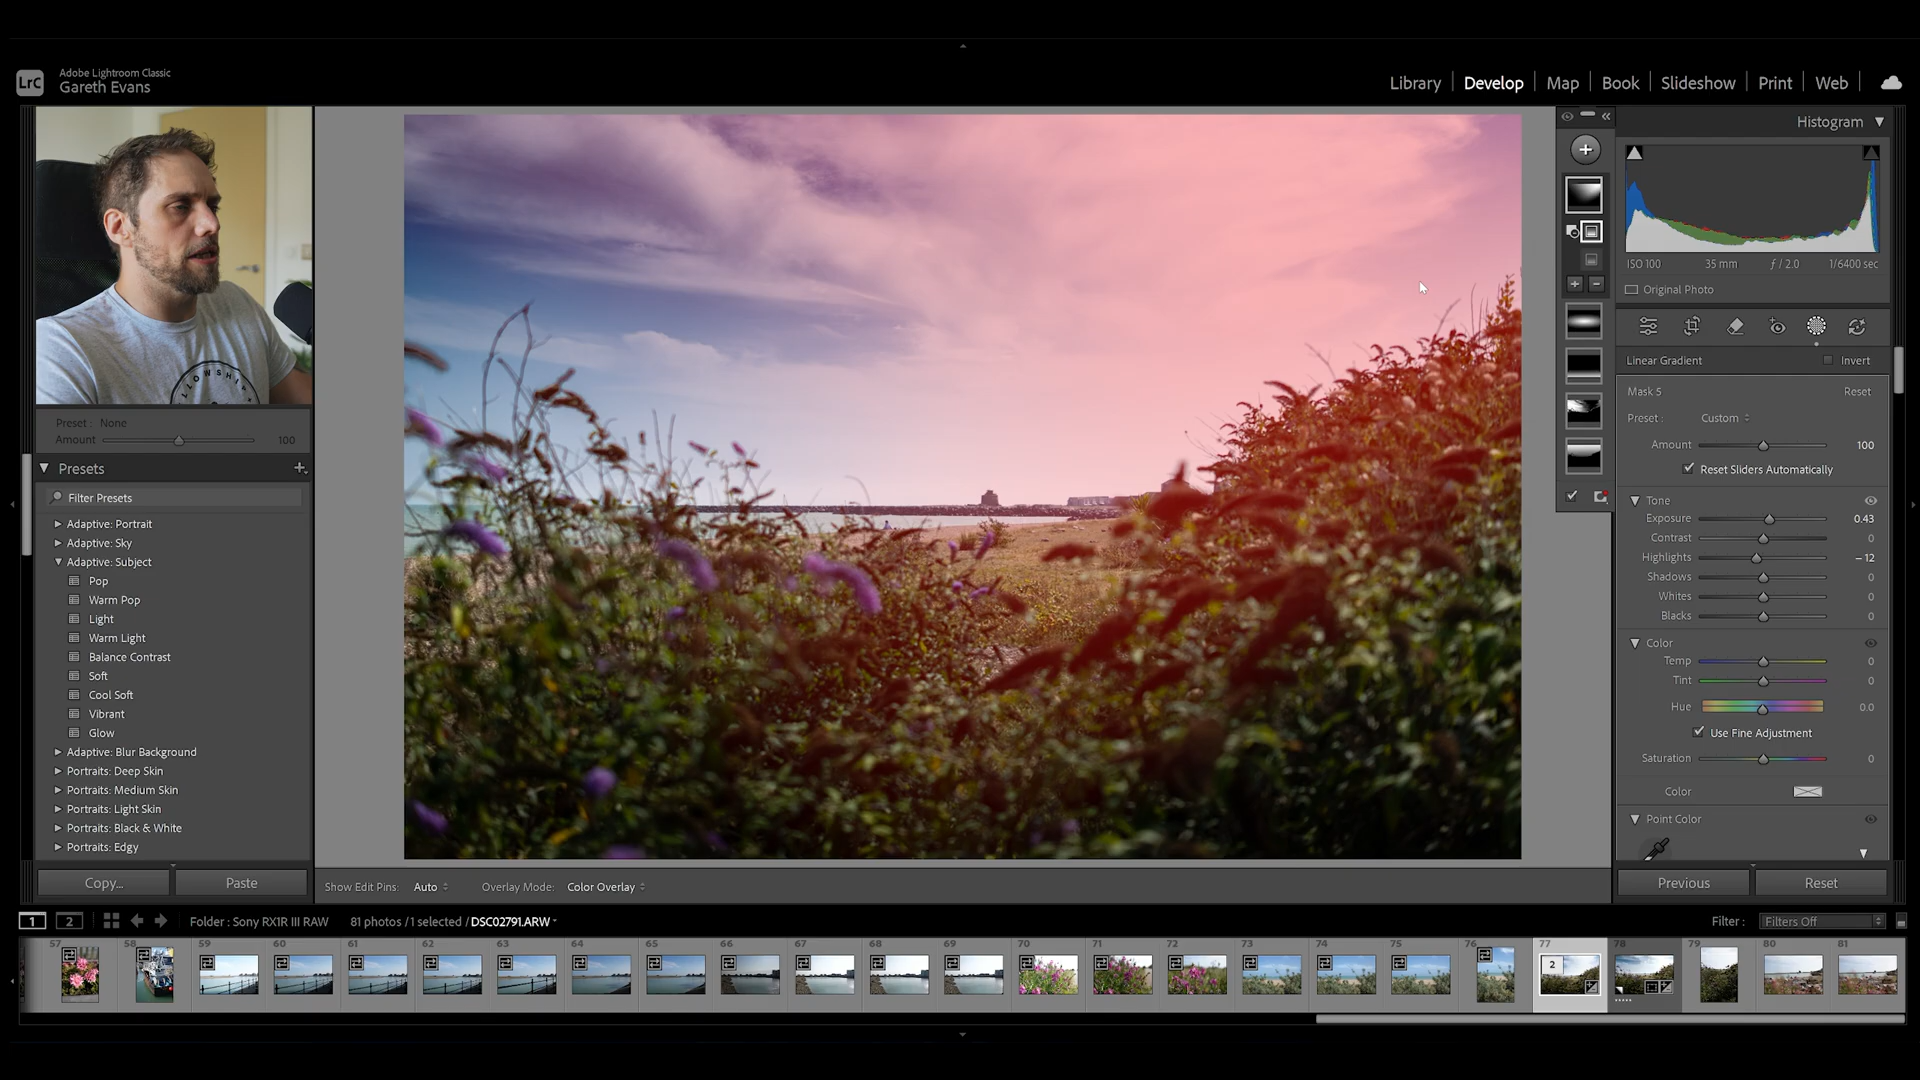 LrC
Adobe Lightroom Classic
Gareth Evans
Library
Develop
Map
Book
Slideshow
Print
Web
LLOWSHIP
Preset : None
Amount 100
Presets
Filter Presets
Adaptive: Portrait
Adaptive: Sky
Adaptive: Subject
Pop
Warm Pop
Light
Warm Light
Balance Contrast
Soft
Cool Soft
Vibrant
Glow
Adaptive: Blur Background
Portraits: Deep Skin
Portraits: Medium Skin
Portraits: Light Skin
Portraits: Black & White
Portraits: Edgy
Copy...
Paste
Show Edit Pins: Auto
Overlay Mode: Color Overlay
Histogram
ISO 100 35 mm ƒ / 2.0 1/6400 sec
Original Photo
Linear Gradient Invert
Mask 5 Reset
Preset : Custom
Amount 100
Reset Sliders Automatically
Tone
Exposure 0.43
Contrast 0
Highlights – 12
Shadows 0
Whites 0
Blacks 0
Color
Temp 0
Tint 0
Hue 0.0
Use Fine Adjustment
Saturation 0
Color
Point Color
Previous
Reset
1 2
Folder : Sony RX1R III RAW
81 photos / 1 selected / DSC02791.ARW
Filter : Filters Off
57 58 59 60 61 62 63 64 65 66 67 68 69 70 71 72 73 74 75 76 77 78 79 80 81
2